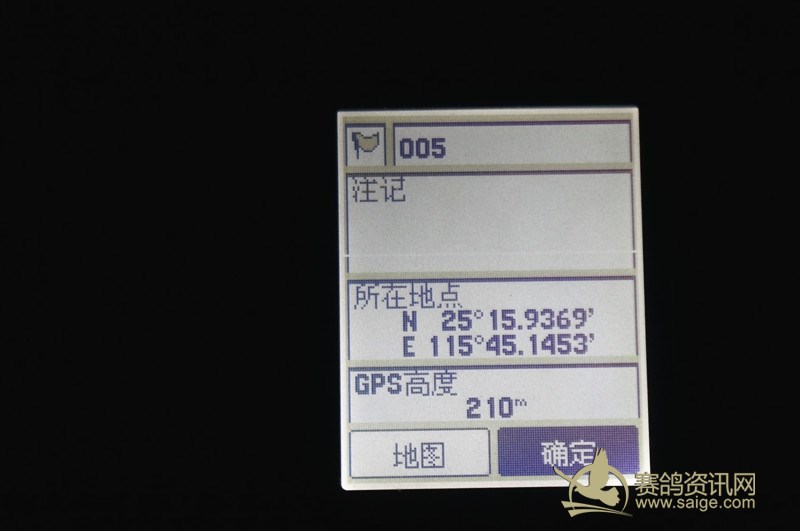 005
注记
所在地点
N 25°15.9369'
E 115°45.1453'
GPS高度
210m
地图
确定
赛鸽资讯网
www.saige.com